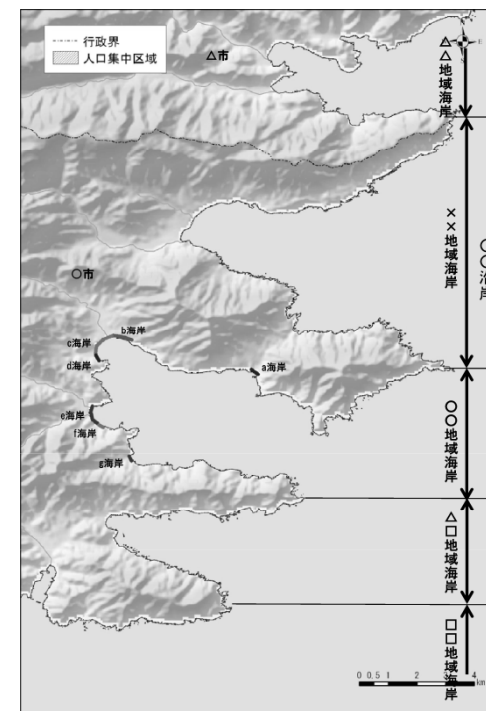 行政界
人口集中区域
△市
△△地域海岸
××地域海岸
○○沿岸
○市
b海岸
c海岸
d海岸
a海岸
e海岸
f海岸
g海岸
○○地域海岸
△□地域海岸
□□地域海岸
0 0.5 1 2 3 4
km